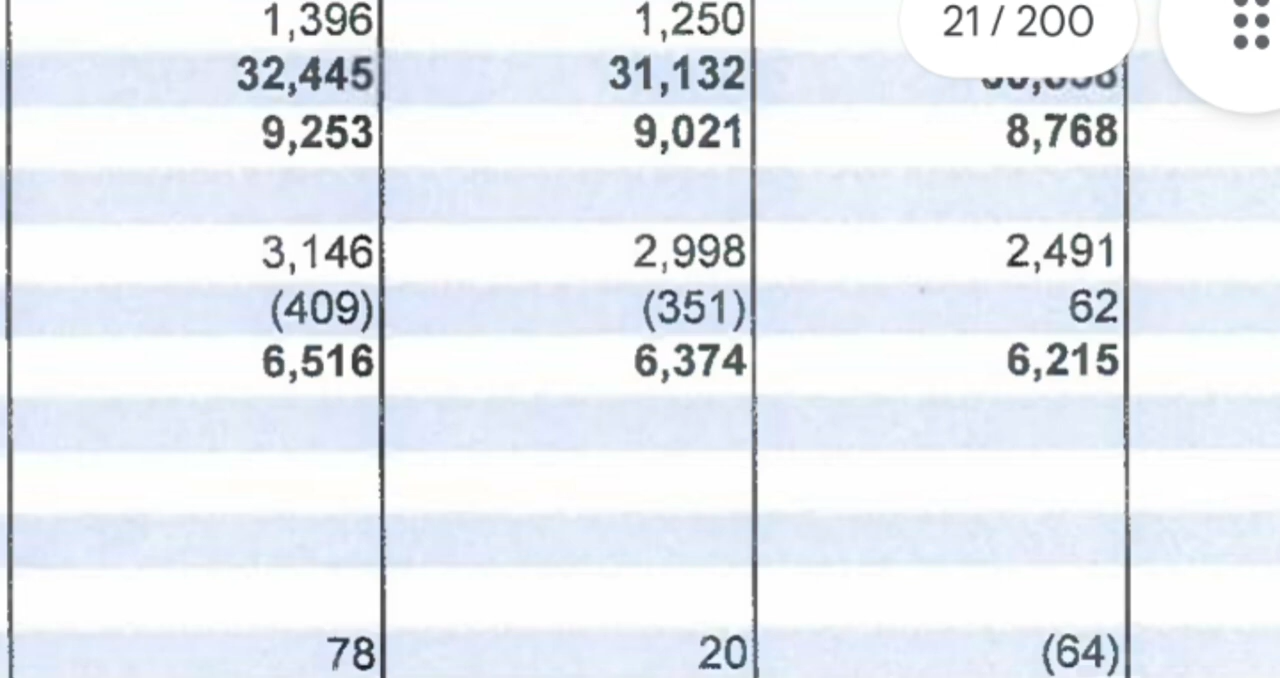 1,396 1,250 21 / 200
32,445 31,132
9,253 9,021 8,768
3,146 2,998 2,491
(409) (351) 62
6,516 6,374 6,215
78 20 (64)